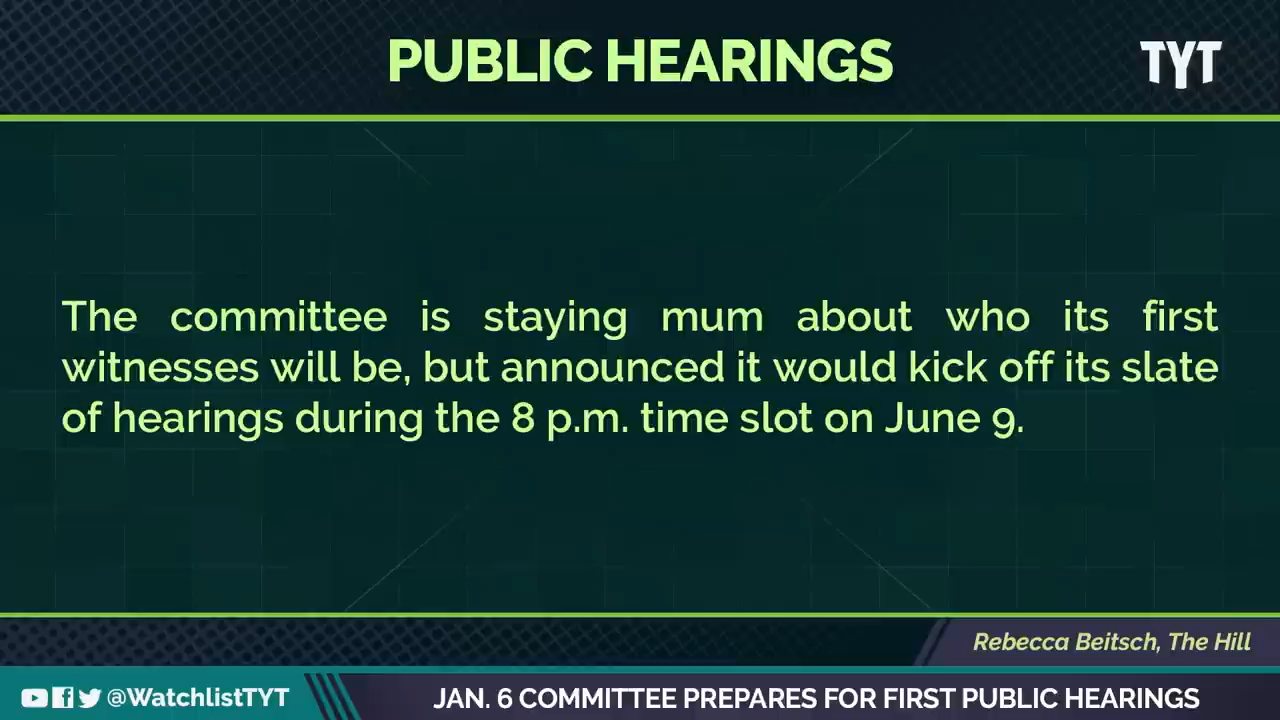 PUBLIC HEARINGS
TYT
The committee is staying mum about who its first
witnesses will be, but announced it would kick off its slate
of hearings during the 8 p.m. time slot on June 9.
Rebecca Beitsch, The Hill
@WatchlistTYT
JAN. 6 COMMITTEE PREPARES FOR FIRST PUBLIC HEARINGS